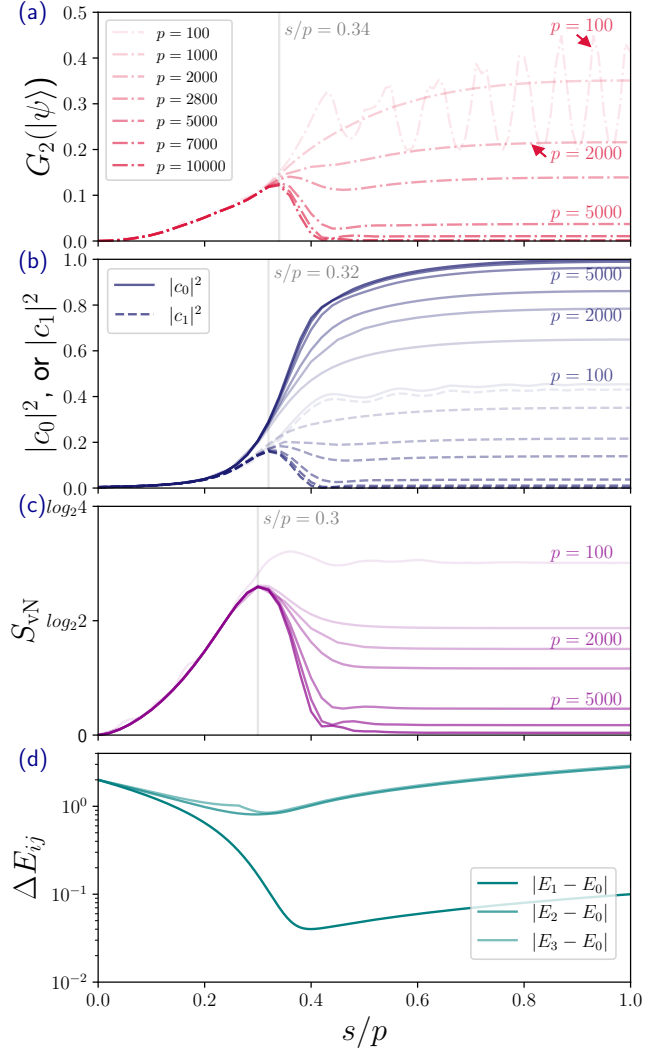 (a)
G₂(|ψ⟩)
0.5
0.4
0.3
0.2
0.1
0.0
p = 100
p = 1000
p = 2000
p = 2800
p = 5000
p = 7000
p = 10000
s/p = 0.34
p = 100
p = 2000
p = 5000
(b)
|c₀|², or |c₁|²
1.0
0.8
0.6
0.4
0.2
0.0
|c₀|²
|c₁|²
s/p = 0.32
p = 5000
p = 2000
p = 100
(c)
S_vN
log₂4
log₂2
0
s/p = 0.3
p = 100
p = 2000
p = 5000
(d)
ΔE_ij
10⁰
10⁻¹
10⁻²
|E₁ − E₀|
|E₂ − E₀|
|E₃ − E₀|
0.0 0.2 0.4 0.6 0.8 1.0
s/p